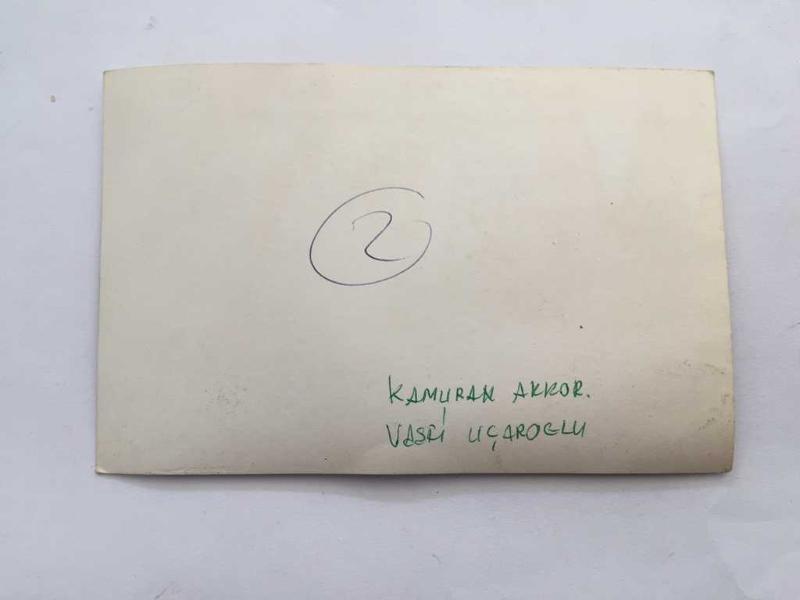 2
KAMURAN AKKOR.
VASFİ UÇAROGLU